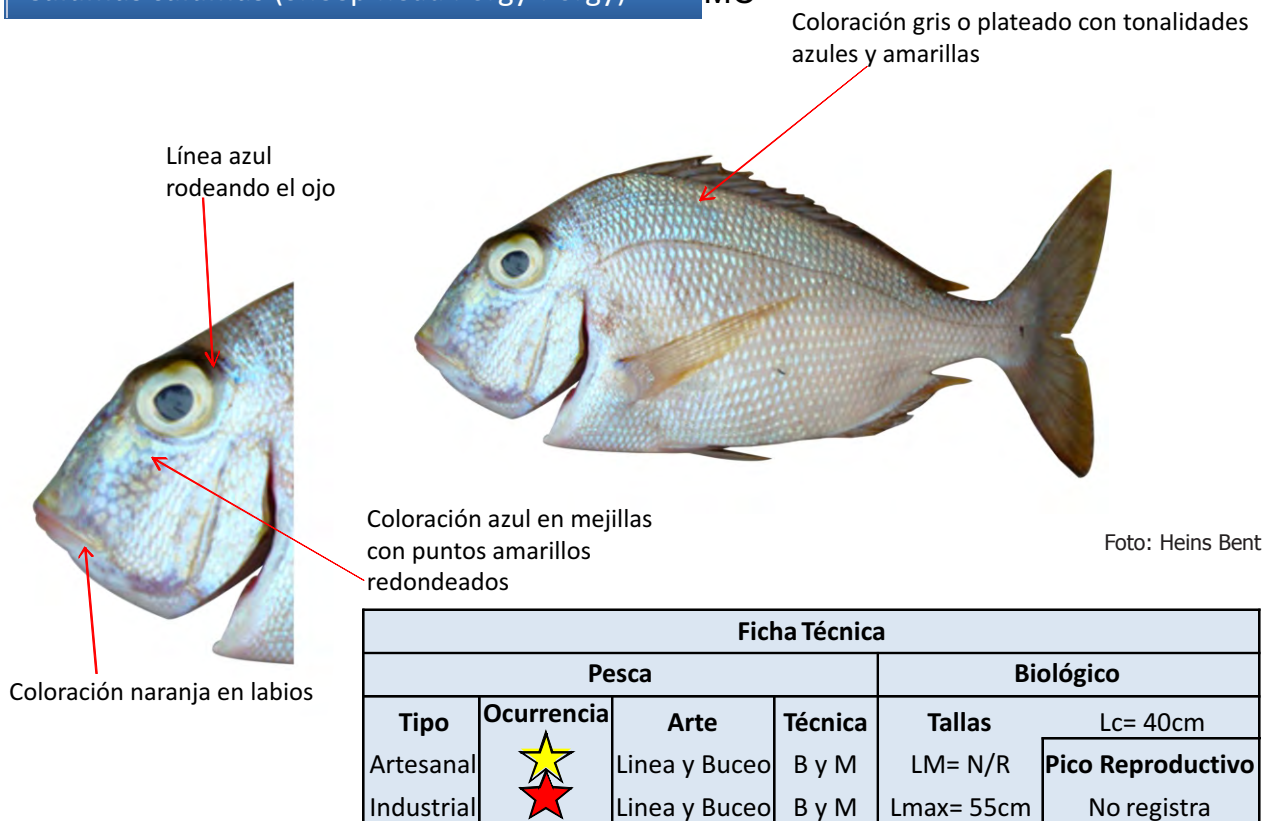 Coloración gris o plateado con tonalidades
azules y amarillas
Línea azul
rodeando el ojo
Coloración azul en mejillas
con puntos amarillos
redondeados
Foto: Heins Bent
Coloración naranja en labios
Ficha Técnica
Pesca Biológico
Tipo Ocurrencia Arte Técnica Tallas Lc= 40cm
Artesanal Linea y Buceo B y M LM= N/R Pico Reproductivo
Industrial Linea y Buceo B y M Lmax= 55cm No registra